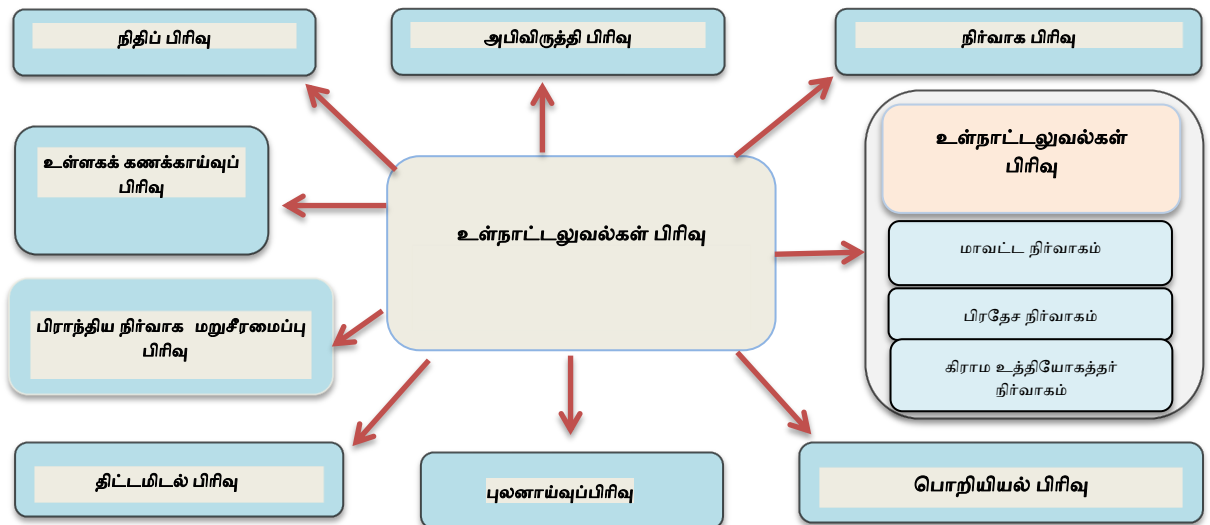 நிதிப் பிரிவு
அபிவிருத்தி பிரிவு
நிர்வாக பிரிவு
உள்ளகக் கணக்காய்வுப்
பிரிவு
உள்நாட்டலுவல்கள் பிரிவு
உள்நாட்டலுவல்கள்
பிரிவு
மாவட்ட நிர்வாகம்
பிரதேச நிர்வாகம்
கிராம உத்தியோகத்தர்
நிர்வாகம்
பிராந்திய நிர்வாக மறுசீரமைப்பு
பிரிவு
திட்டமிடல் பிரிவு
புலனாய்வுப்பிரிவு
பொறியியல் பிரிவு